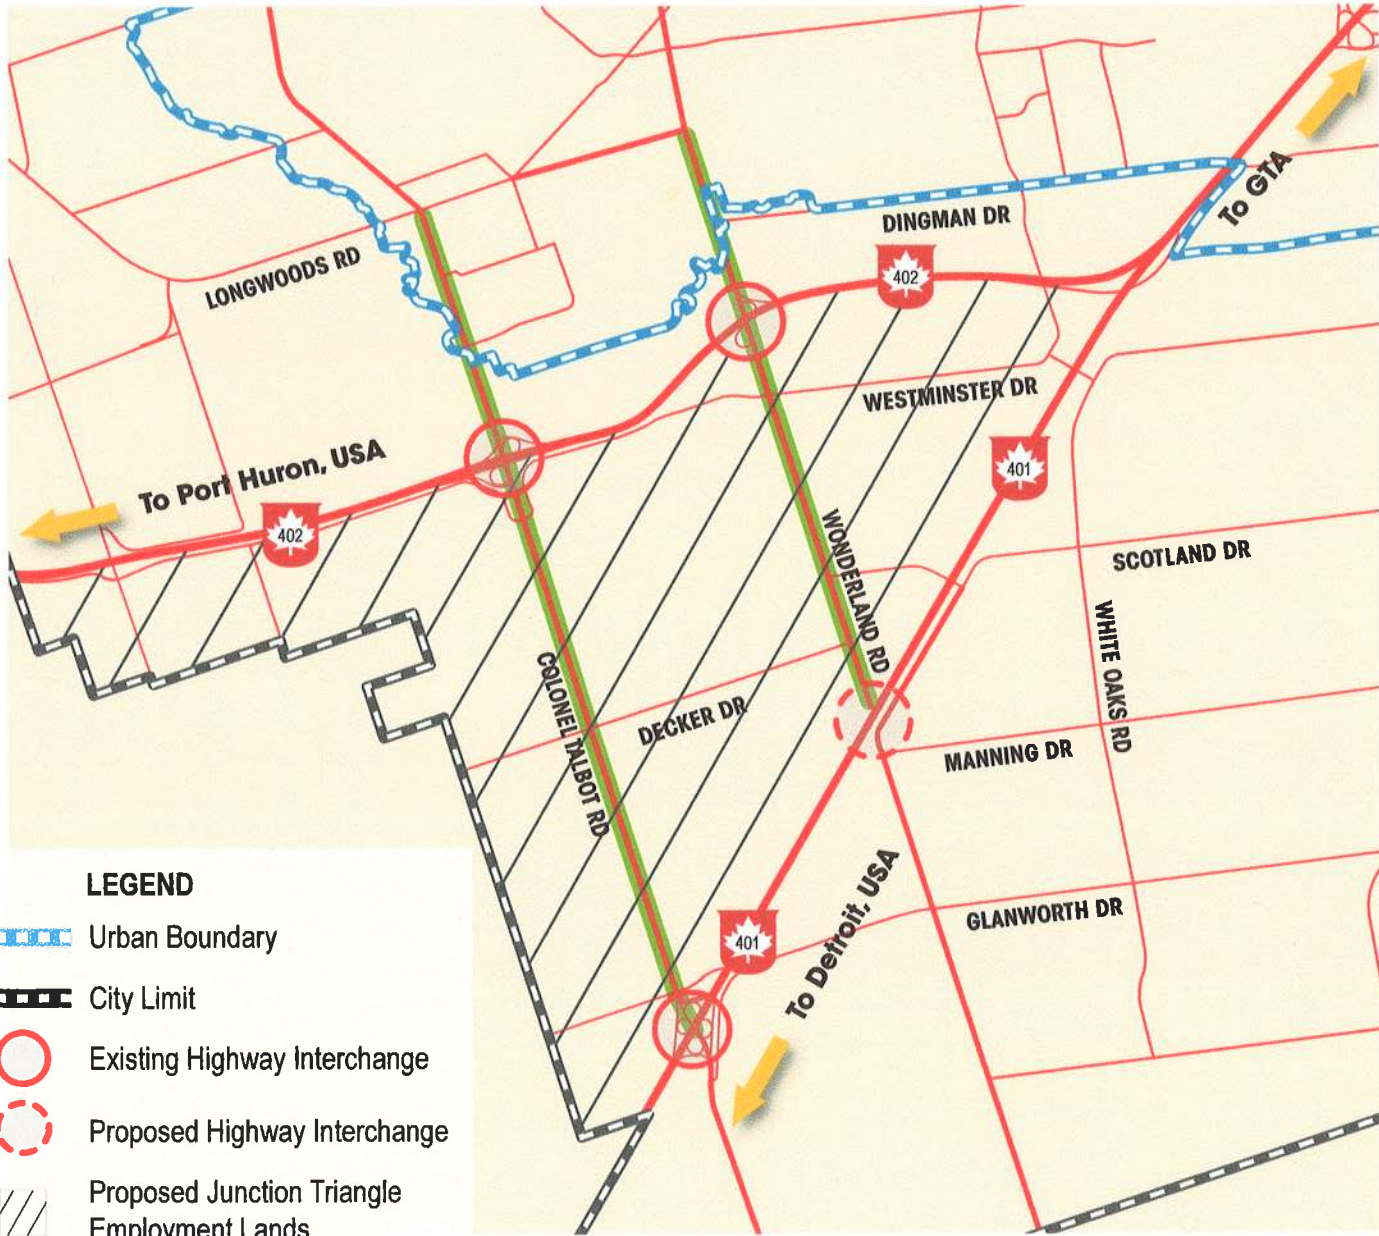 To GTA
DINGMAN DR
402
LONGWOODS RD
WESTMINSTER DR
To Port Huron, USA
401
402
WONDERLAND RD
SCOTLAND DR
WHITE OAKS RD
COLONEL TALBOT RD
DECKER DR
MANNING DR
401
To Detroit, USA
GLANWORTH DR
LEGEND
Urban Boundary
City Limit
Existing Highway Interchange
Proposed Highway Interchange
Proposed Junction Triangle
Employment Lands